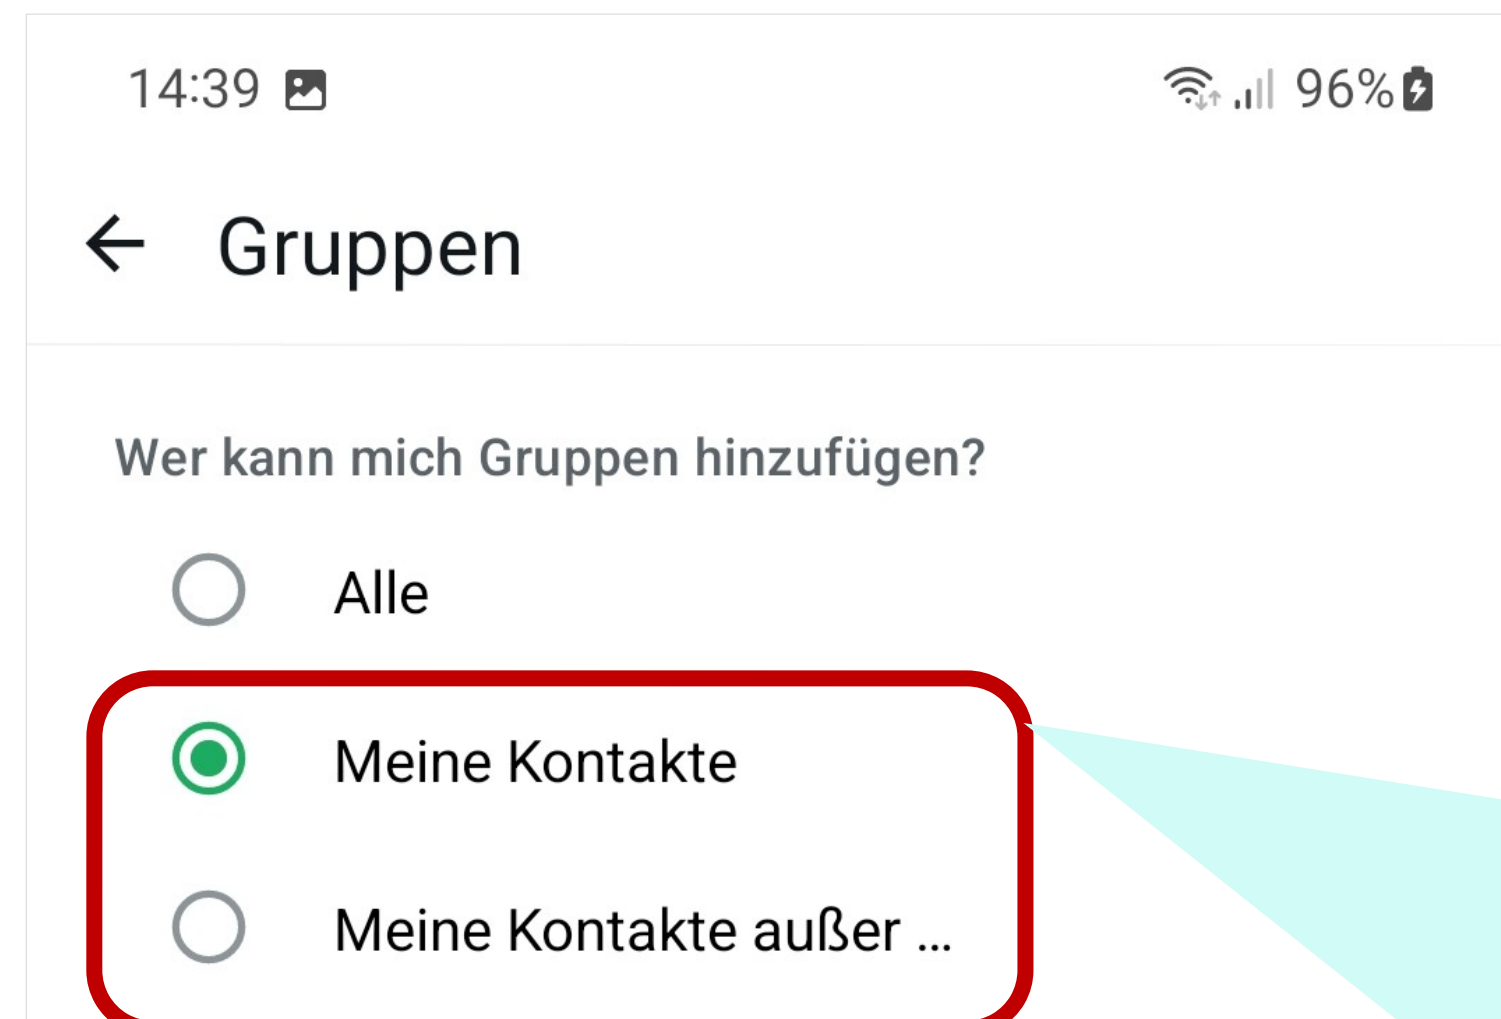 14:39 96%
Gruppen
Wer kann mich Gruppen hinzufügen?
Alle
Meine Kontakte
Meine Kontakte außer ...